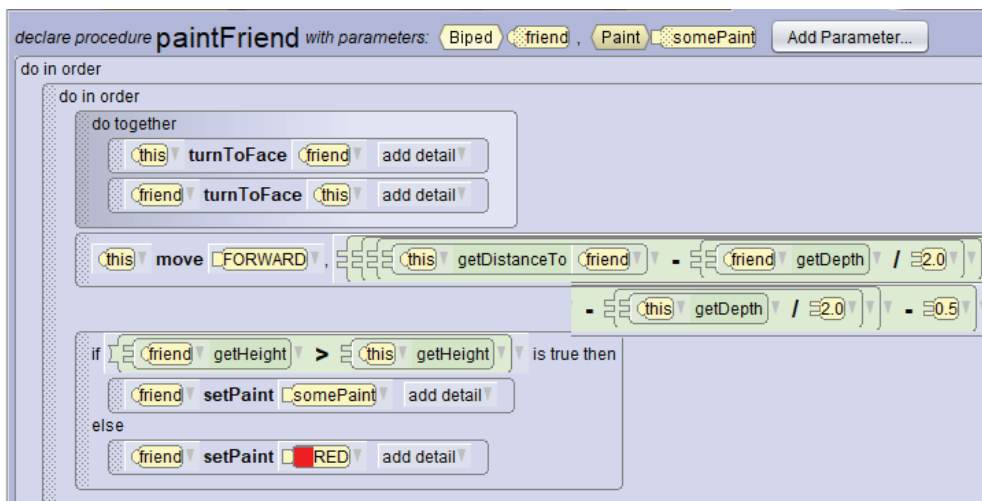 declare procedure paintFriend with parameters: Biped friend , Paint somePaint Add Parameter...
do in order
do in order
do together
this turnToFace friend add detail
friend turnToFace this add detail
this move FORWARD , this getDistanceTo friend - friend getDepth / 2.0
- this getDepth / 2.0 - 0.5
if friend getHeight > this getHeight is true then
friend setPaint somePaint add detail
else
friend setPaint RED add detail